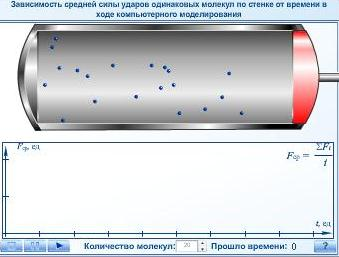 Зависимость средней силы ударов одинаковых молекул по стенке от времени в
ходе компьютерного моделирования
Fср, ед
Fср = ΣFt / t
t, ед
Количество молекул: 20 Прошло времени: 0 ?